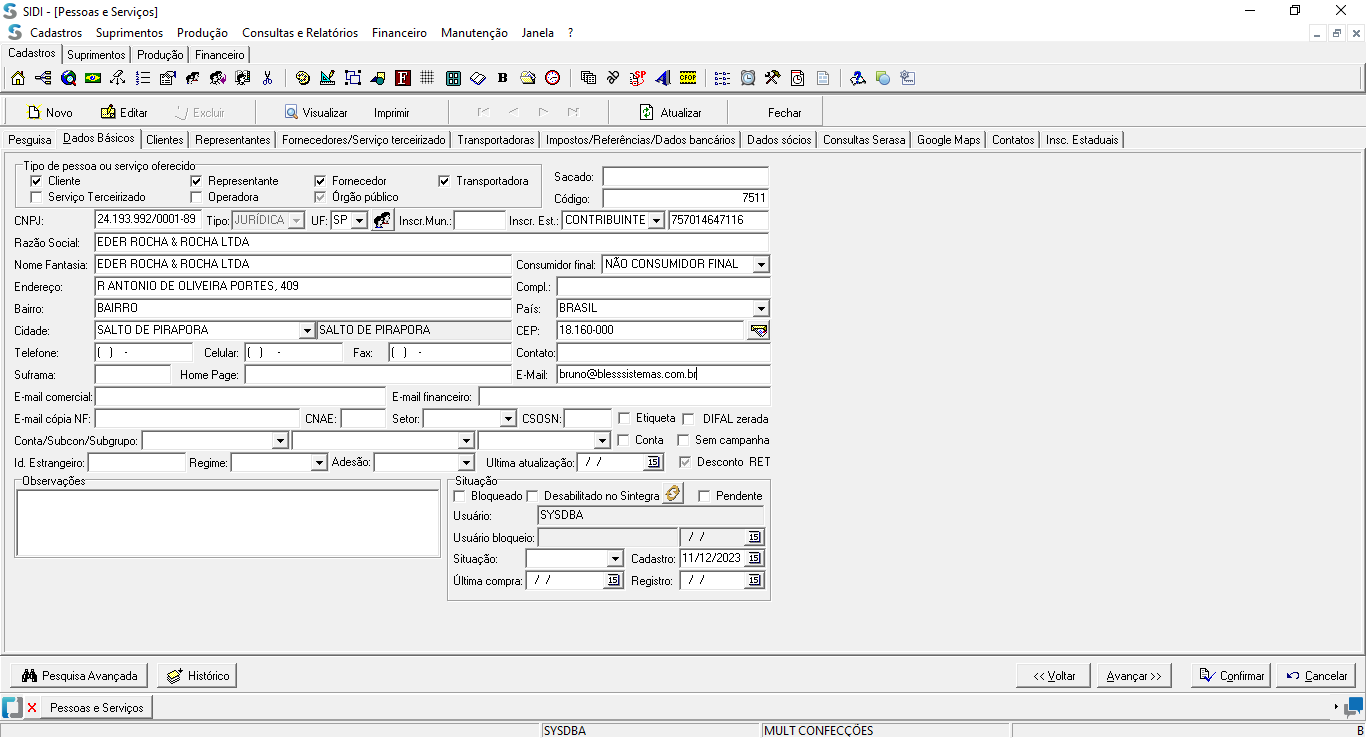 SIDI - [Pessoas e Serviços]
Cadastros Suprimentos Produção Consultas e Relatórios Financeiro Manutenção Janela ?
Cadastros Suprimentos Produção Financeiro
F B SP CFOP
Novo Editar Excluir Visualizar Imprimir Atualizar Fechar
Pesquisa Dados Básicos Clientes Representantes Fornecedores/Serviço terceirizado Transportadoras Impostos/Referências/Dados bancários Dados sócios Consultas Serasa Google Maps Contatos Insc. Estaduais
Tipo de pessoa ou serviço oferecido
Cliente Representante Fornecedor Transportadora Sacado:
Serviço Terceirizado Operadora Órgão público Código: 7511
CNPJ: 24.193.992/0001-89 Tipo: JURÍDICA UF: SP Inscr.Mun.: Inscr. Est.: CONTRIBUINTE 757014647116
Razão Social: EDER ROCHA & ROCHA LTDA
Nome Fantasia: EDER ROCHA & ROCHA LTDA Consumidor final: NÃO CONSUMIDOR FINAL
Endereço: R ANTONIO DE OLIVEIRA PORTES, 409 Compl.:
Bairro: BAIRRO País: BRASIL
Cidade: SALTO DE PIRAPORA SALTO DE PIRAPORA CEP: 18.160-000
Telefone: ( ) - Celular: ( ) - Fax: ( ) - Contato:
Suframa: Home Page: E-Mail: bruno@blesssistemas.com.br
E-mail comercial: E-mail financeiro:
E-mail cópia NF: CNAE: Setor: CSOSN: Etiqueta DIFAL zerada
Conta/Subcon/Subgrupo: Conta Sem campanha
Id. Estrangeiro: Regime: Adesão: Ultima atualização: / / 15 Desconto RET
Observações Situação
Bloqueado Desabilitado no Sintegra Pendente
Usuário: SYSDBA
Usuário bloqueio: / / 15
Situação: Cadastro: 11/12/2023 15
Última compra: / / 15 Registro: / / 15
Pesquisa Avançada Histórico << Voltar Avançar >> Confirmar Cancelar
Pessoas e Serviços
SYSDBA MULT CONFECÇÕES B